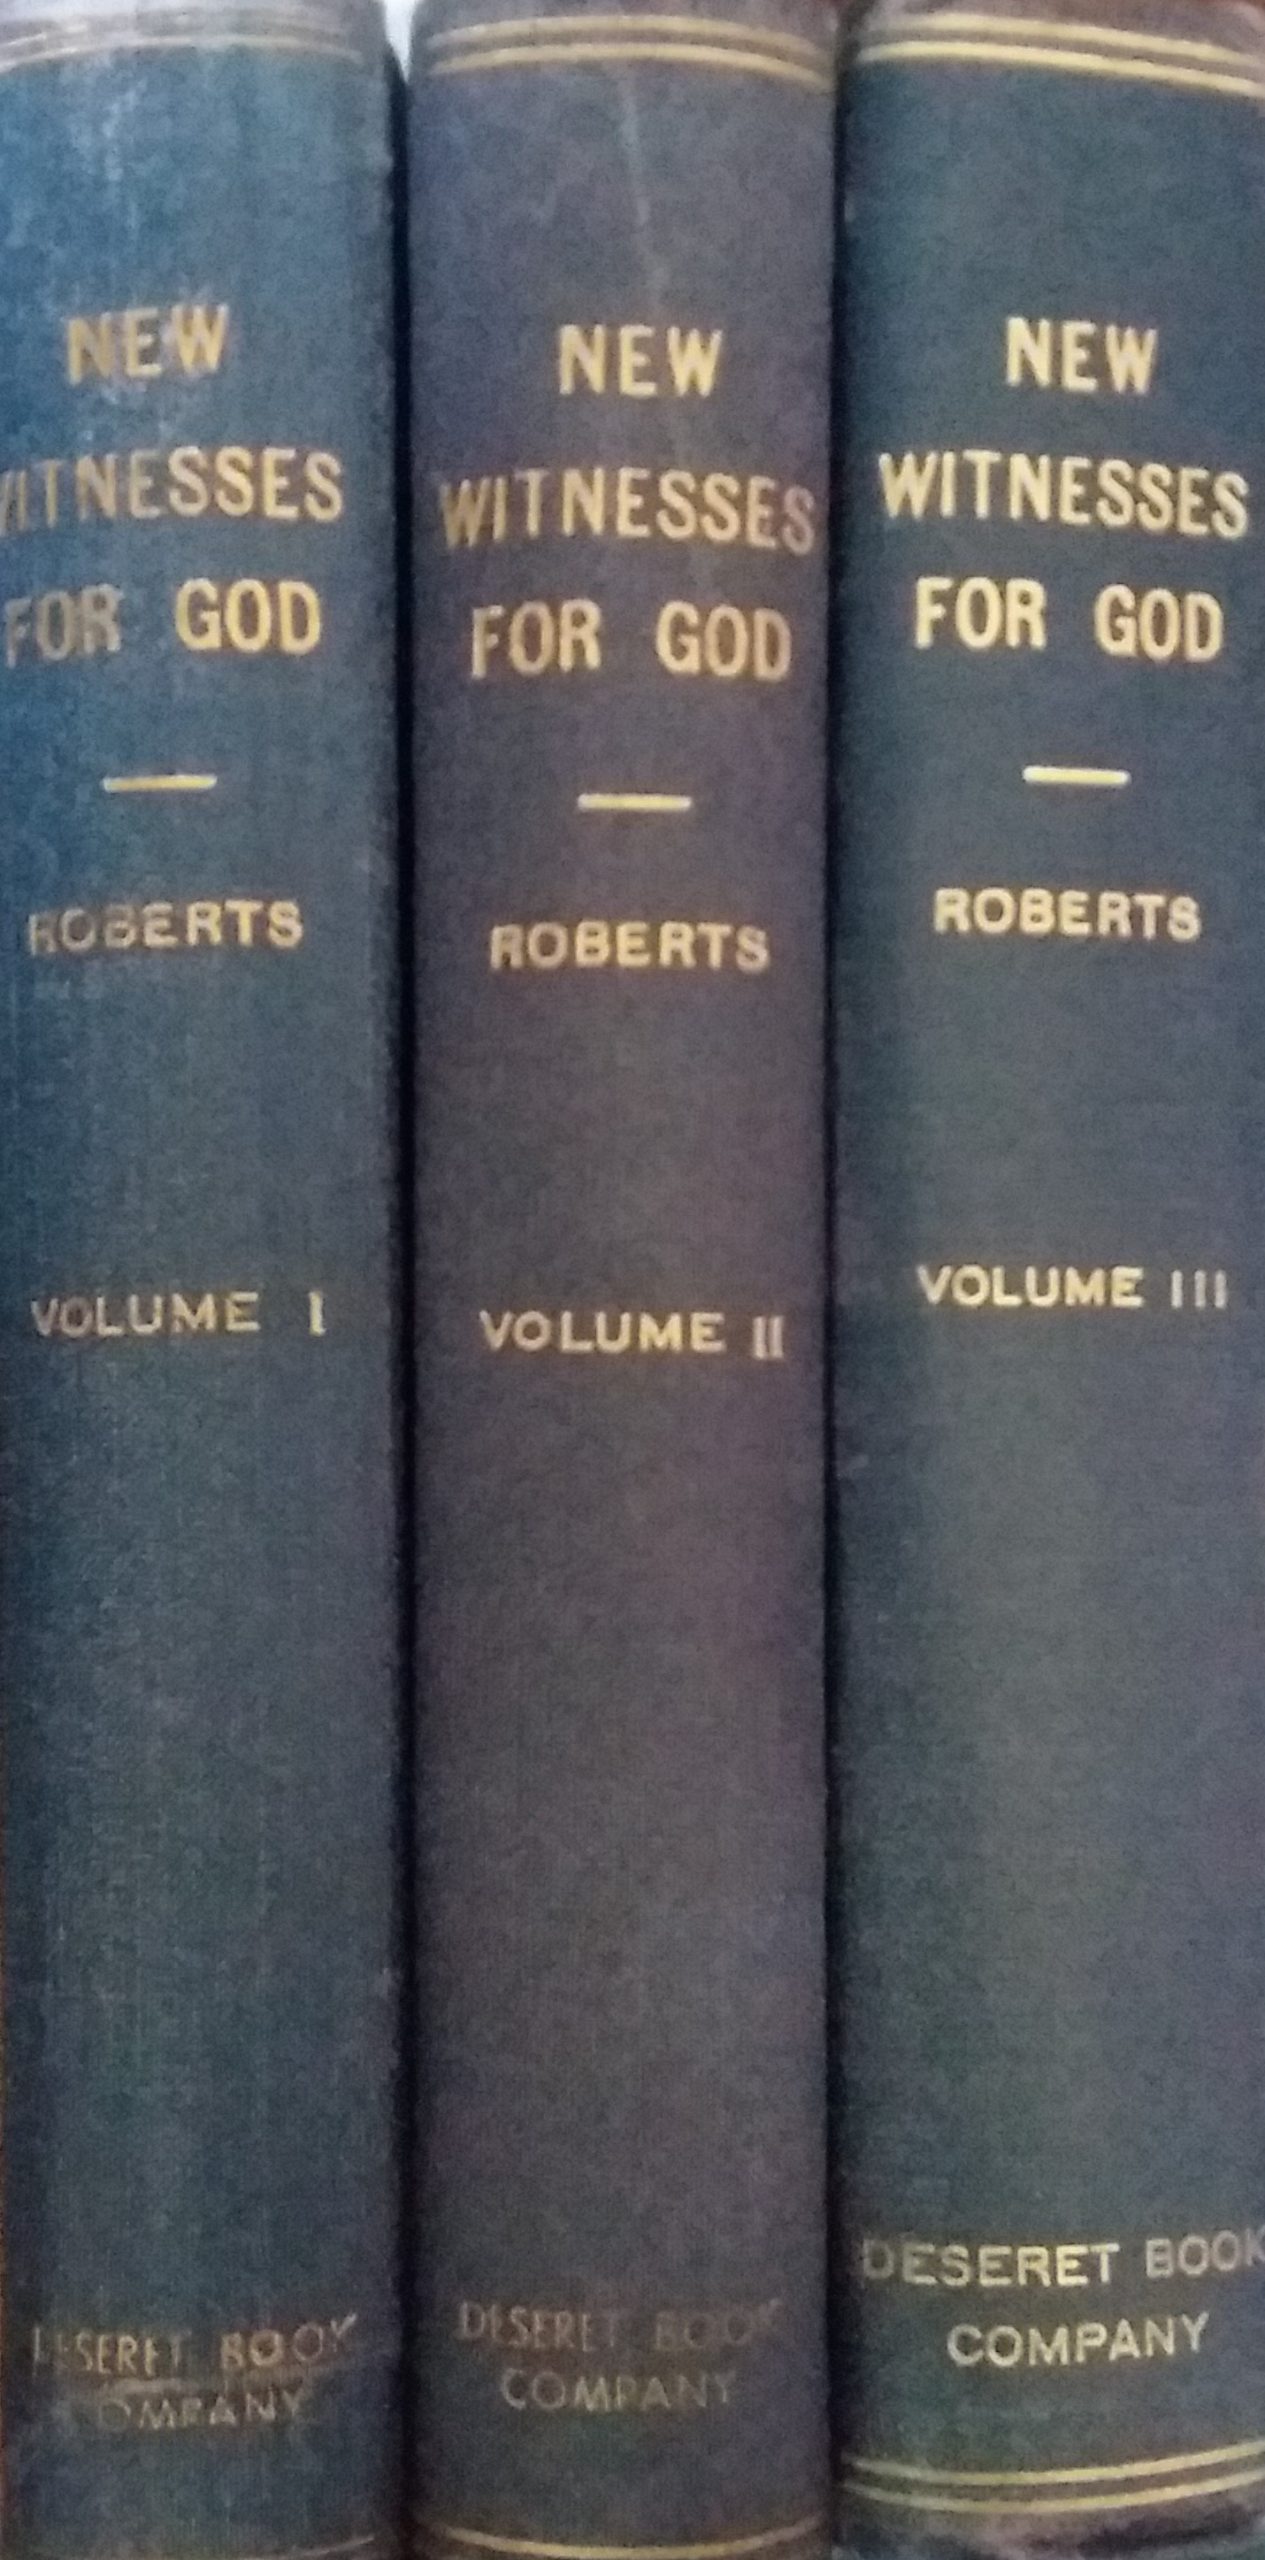 NEW
WITNESSES
FOR GOD
ROBERTS
VOLUME I
DESERET BOOK
COMPANY
NEW
WITNESSES
FOR GOD
ROBERTS
VOLUME II
DESERET BOOK
COMPANY
NEW
WITNESSES
FOR GOD
ROBERTS
VOLUME III
DESERET BOOK
COMPANY